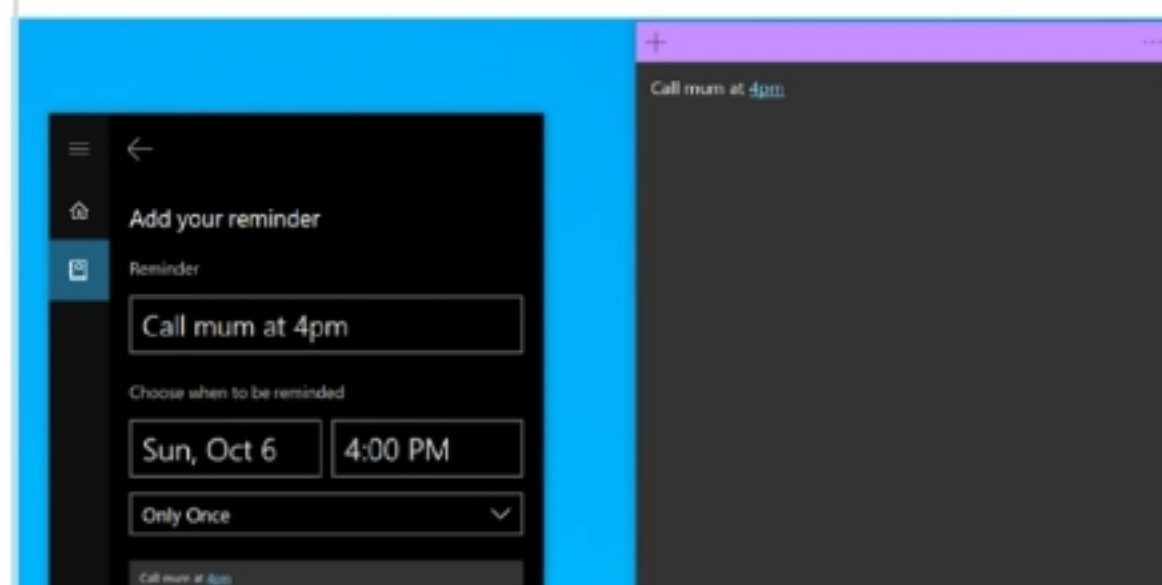 Call mum at 4pm
Add your reminder
Reminder
Call mum at 4pm
Choose when to be reminded
Sun, Oct 6
4:00 PM
Only Once
Call mum at 4pm